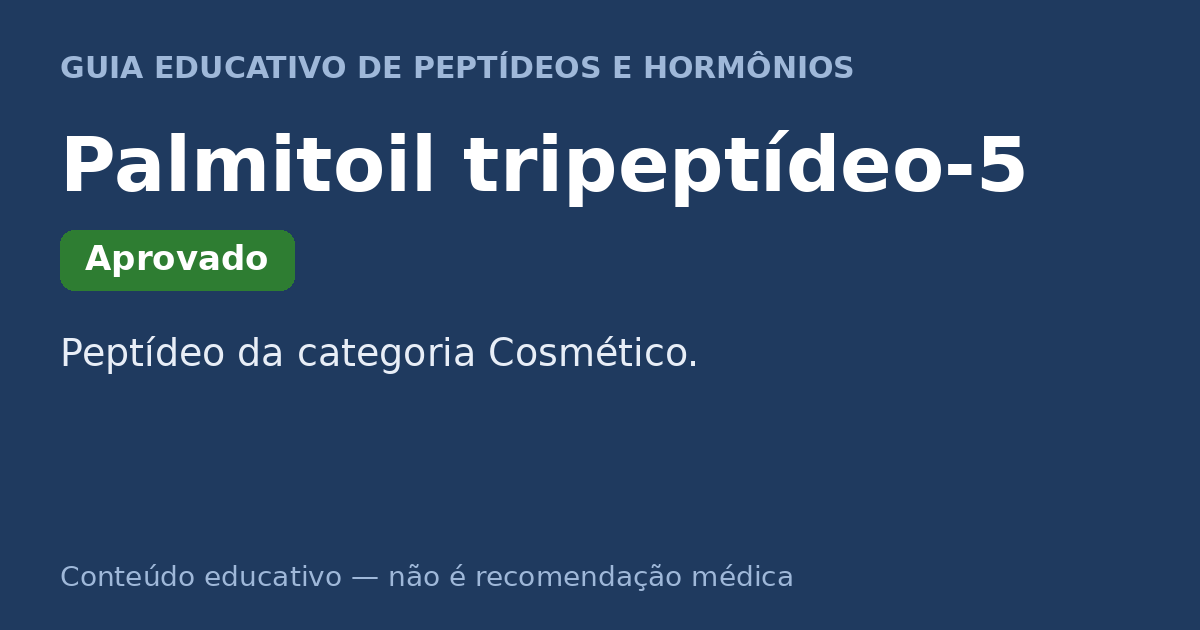 GUIA EDUCATIVO DE PEPTÍDEOS E HORMÔNIOS
Palmitoil tripeptídeo-5
Aprovado
Peptídeo da categoria Cosmético.
Conteúdo educativo — não é recomendação médica